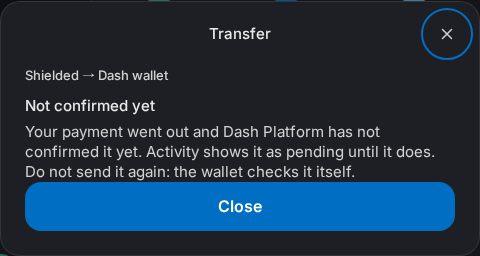 Transfer
Shielded → Dash wallet
Not confirmed yet
Your payment went out and Dash Platform has not
confirmed it yet. Activity shows it as pending until it does.
Do not send it again: the wallet checks it itself.
Close